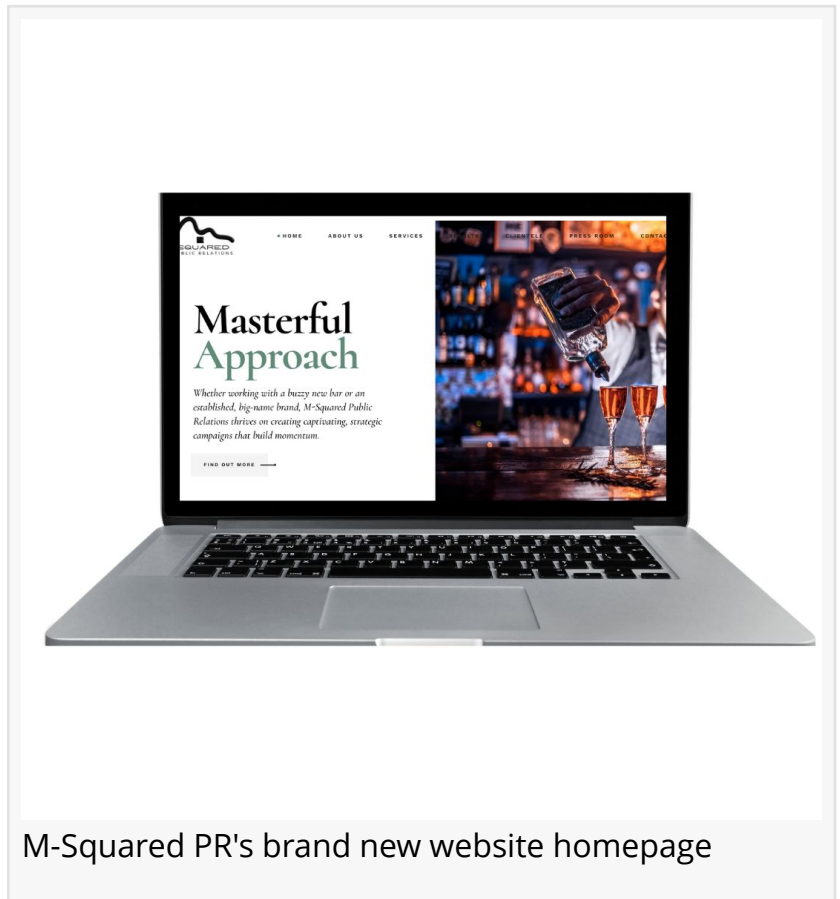 SQUARED
BLIC RELATIONS
+ HOME ABOUT US SERVICES CLIENTELE PRESS ROOM CONTAC
Masterful
Approach
Whether working with a buzzy new bar or an
established, big-name brand, M-Squared Public
Relations thrives on creating captivating, strategic
campaigns that build momentum.
FIND OUT MORE
M-Squared PR's brand new website homepage